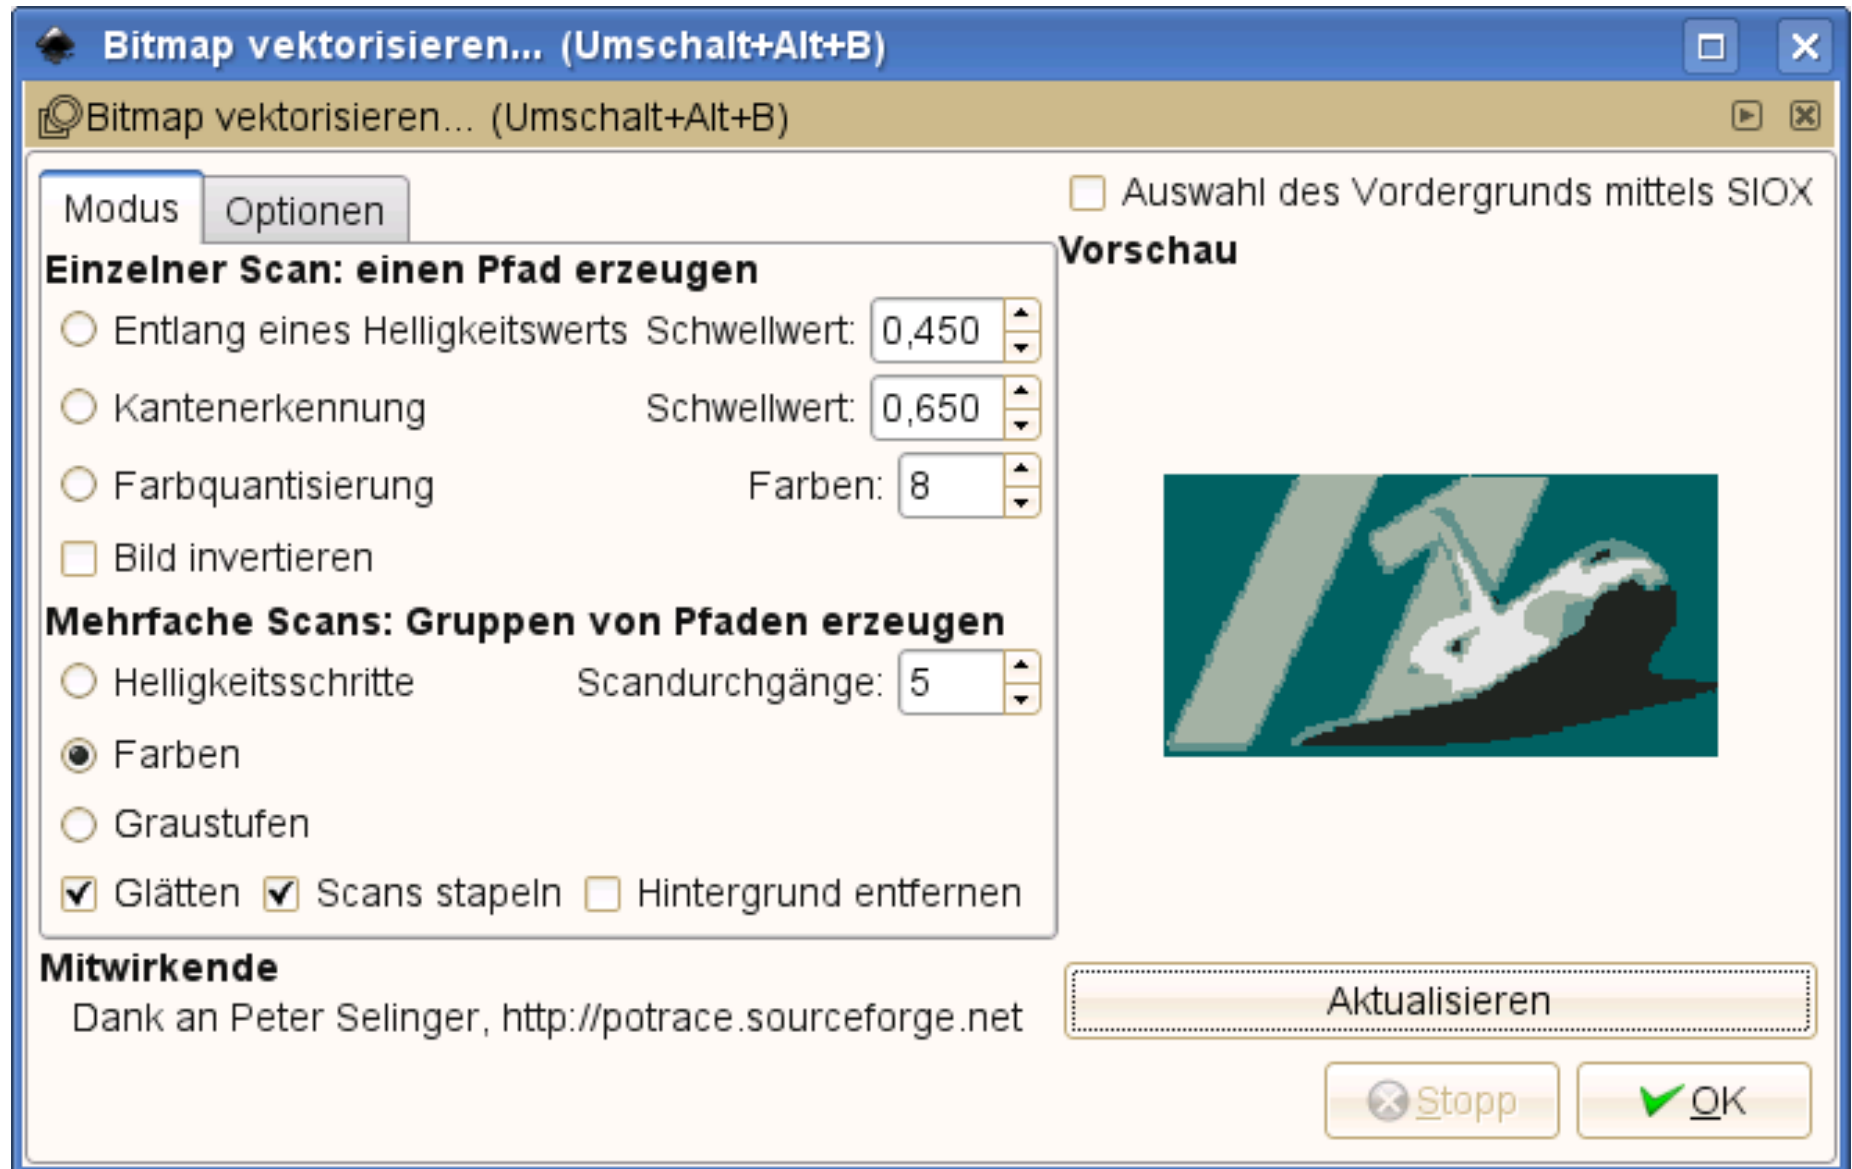 Bitmap vektorisieren... (Umschalt+Alt+B)
Bitmap vektorisieren... (Umschalt+Alt+B)
Modus Optionen
Auswahl des Vordergrunds mittels SIOX
Vorschau
Einzelner Scan: einen Pfad erzeugen
Entlang eines Helligkeitswerts Schwellwert: 0,450
Kantenerkennung Schwellwert: 0,650
Farbquantisierung Farben: 8
Bild invertieren
Mehrfache Scans: Gruppen von Pfaden erzeugen
Helligkeitsschritte Scandurchgänge: 5
Farben
Graustufen
Glätten Scans stapeln Hintergrund entfernen
Mitwirkende
Dank an Peter Selinger, http://potrace.sourceforge.net
Aktualisieren
Stopp OK